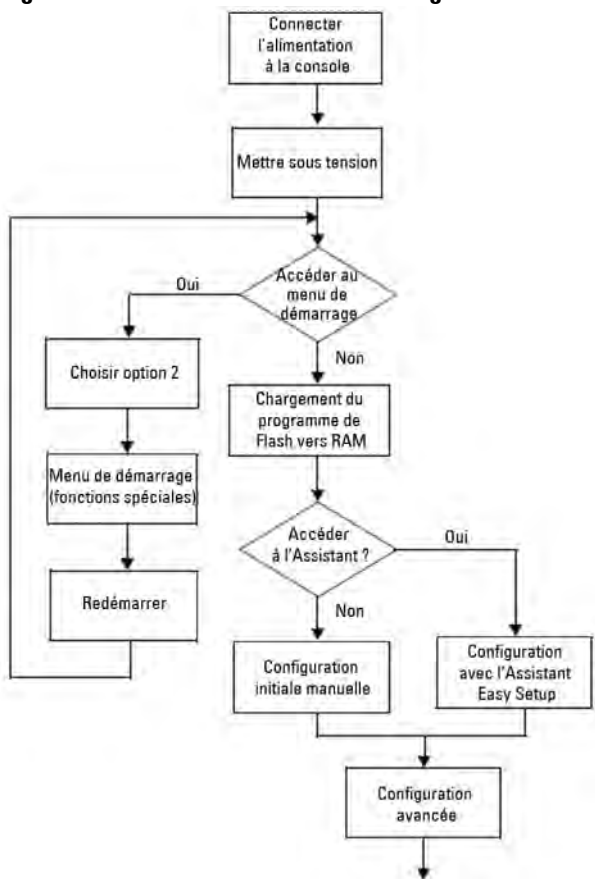 Connecter
l'alimentation
à la console
Mettre sous tension
Accéder au
menu de
démarrage
Oui
Non
Choisir option 2
Chargement du
programme de
Flash vers RAM
Menu de démarrage
(fonctions spéciales)
Accéder
à l'Assistant ?
Oui
Redémarrer
Non
Configuration
initiale manuelle
Configuration
avec l'Assistant
Easy Setup
Configuration
avancée